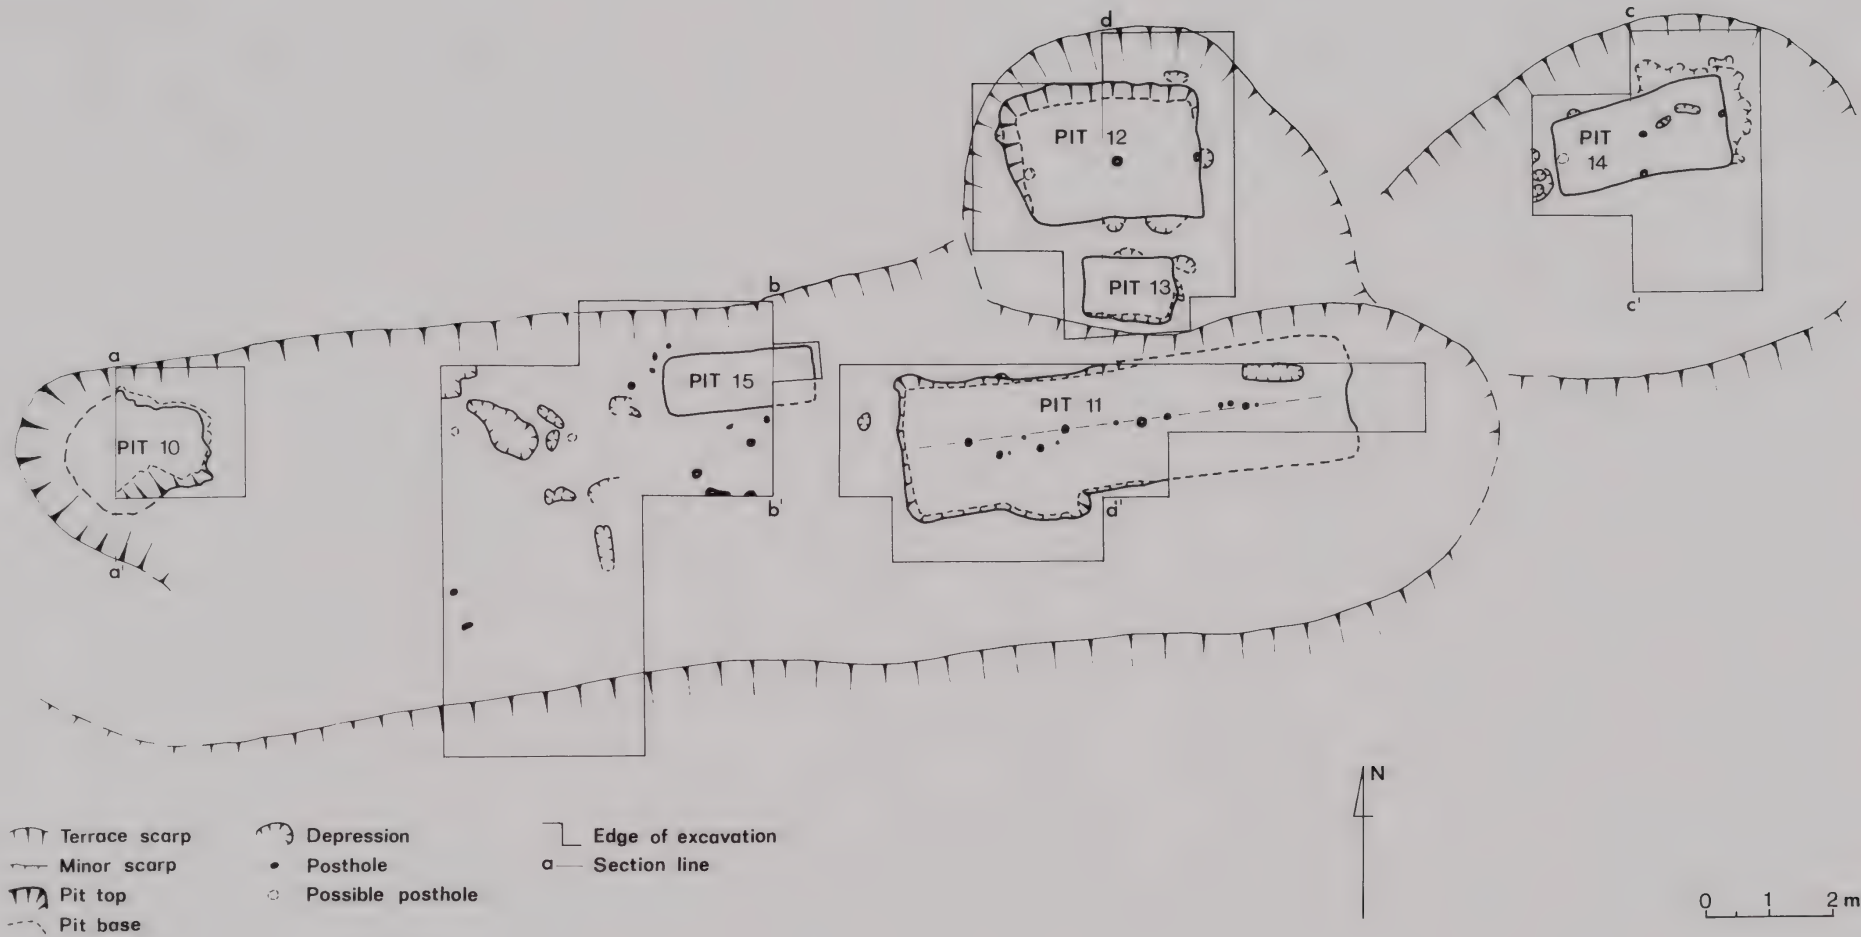 d
c
PIT 12
PIT
14
PIT 13
b
c'
a
PIT 15
PIT 11
PIT 10
b'
d'
a'
N
Terrace scarp
Minor scarp
Pit top
Pit base
Depression
Posthole
Possible posthole
Edge of excavation
a
Section line
0 1 2 m